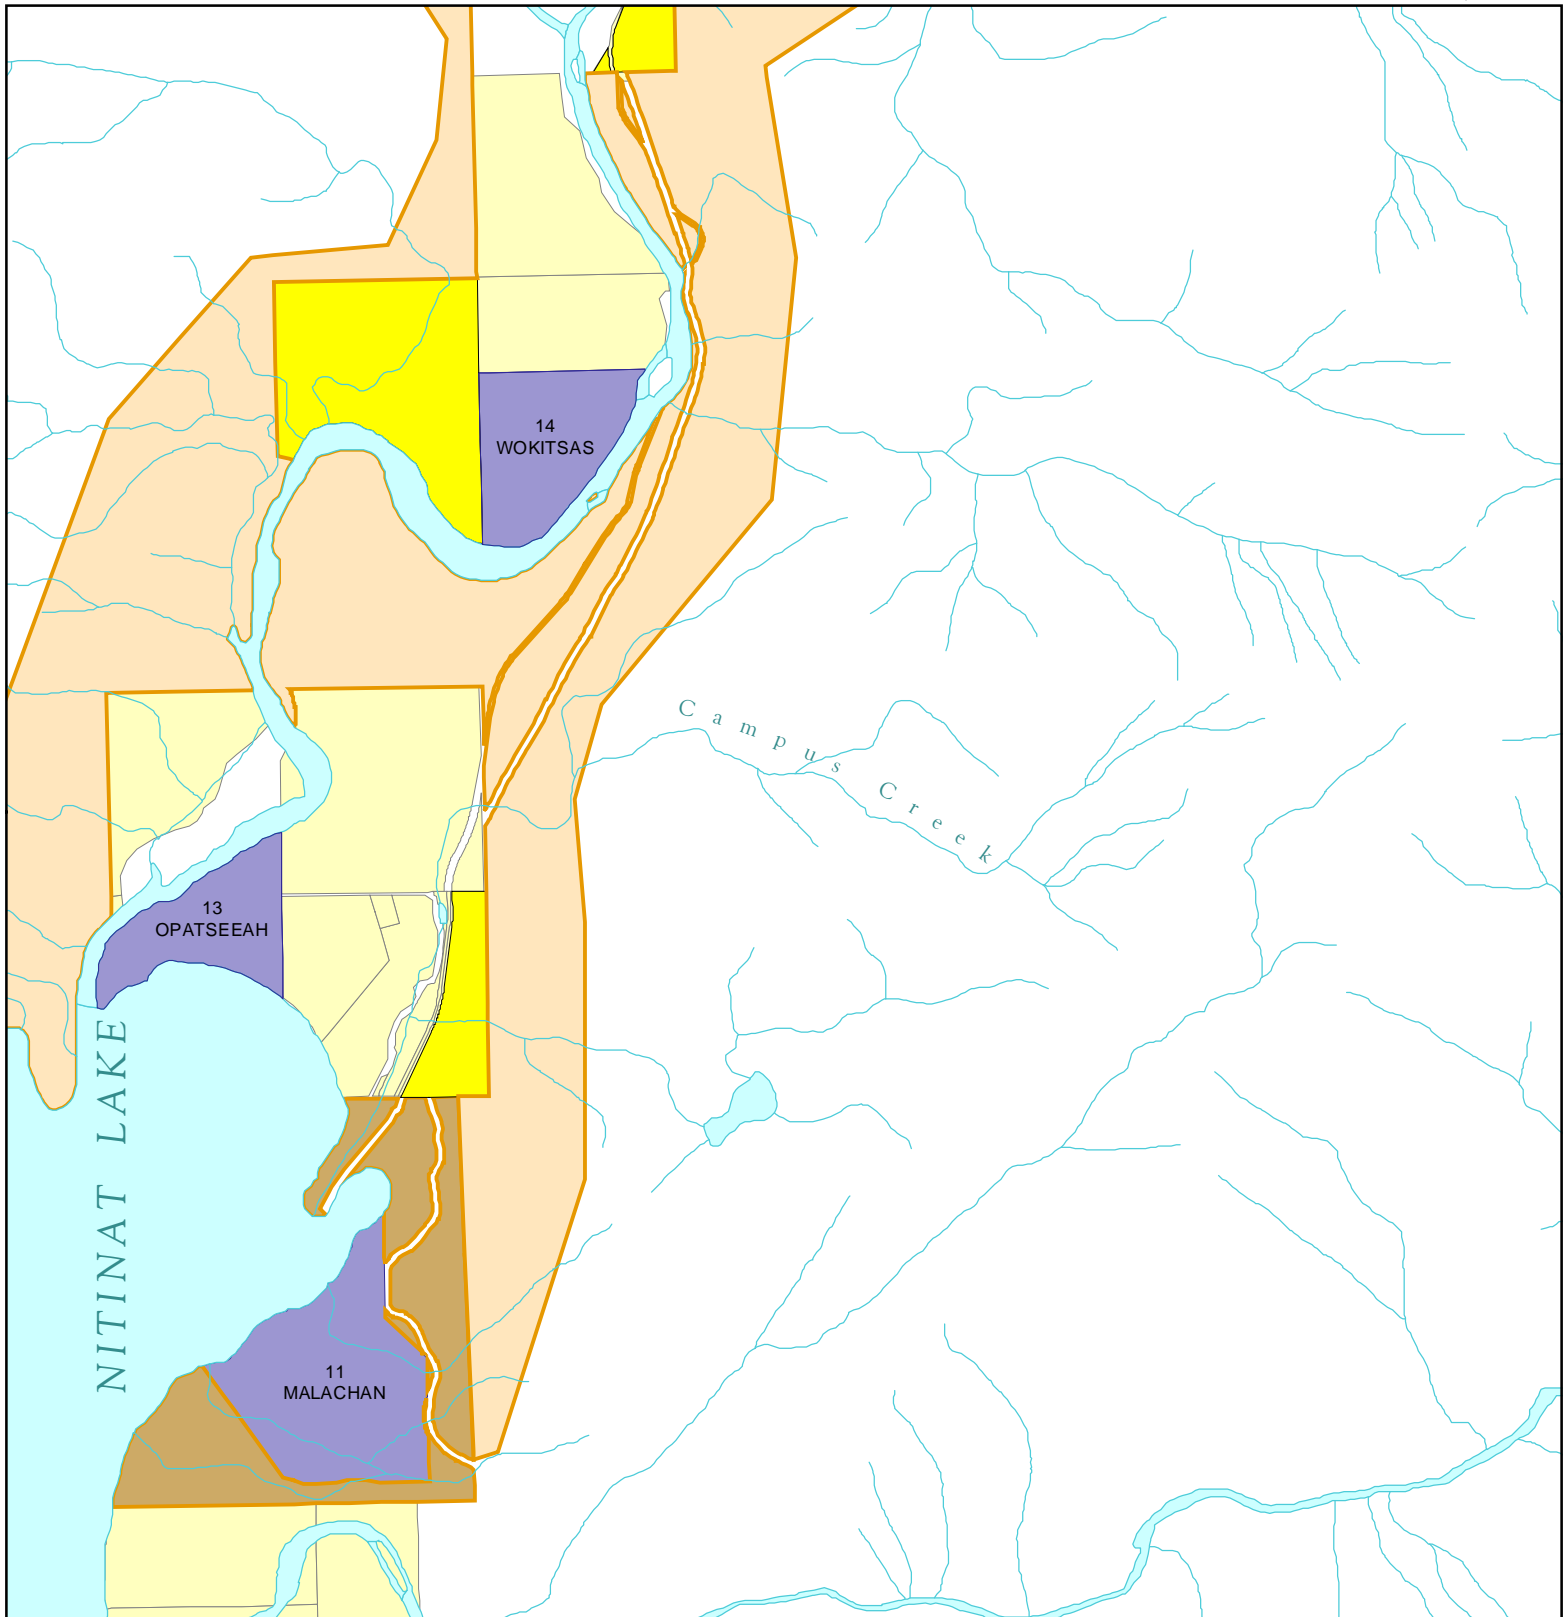 14
WOKITSAS
Campus Creek
13
OPATSEEAH
NITINAT LAKE
11
MALACHAN